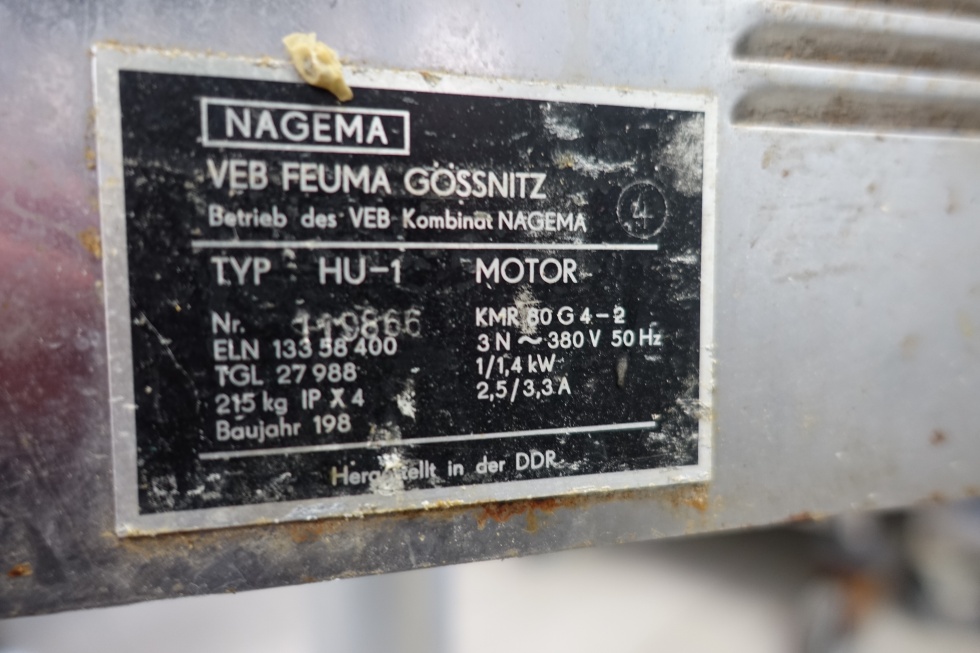 NAGEMA
VEB FEUMA GÖSSNITZ
Betrieb des VEB Kombinat NAGEMA
4
TYP HU-1 MOTOR
Nr. 119866
ELN 133 58 400
TGL 27 988
215 kg IP X 4
Baujahr 198
KMR 80 G 4-2
3 N ~ 380 V 50 Hz
1/1,4 kW
2,5/3,3 A
Hergestellt in der DDR